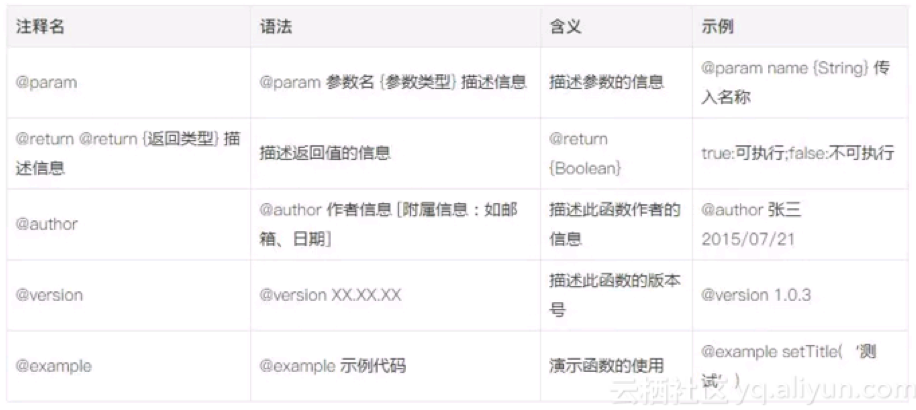 注释名 语法 含义 示例
@param @param 参数名 {参数类型} 描述信息 描述参数的信息 @param name {String} 传
入名称
@return @return {返回类型} 描
述信息 描述返回值的信息 @return
{Boolean} true:可执行;false:不可执行
@author @author 作者信息 [附属信息：如邮
箱、日期] 描述此函数作者的
信息 @author 张三
2015/07/21
@version @version XX.XX.XX 描述此函数的版本
号 @version 1.0.3
@example @example 示例代码 演示函数的使用 @example setTitle(‘测
试’)
云栖社区 yq.aliyun.com